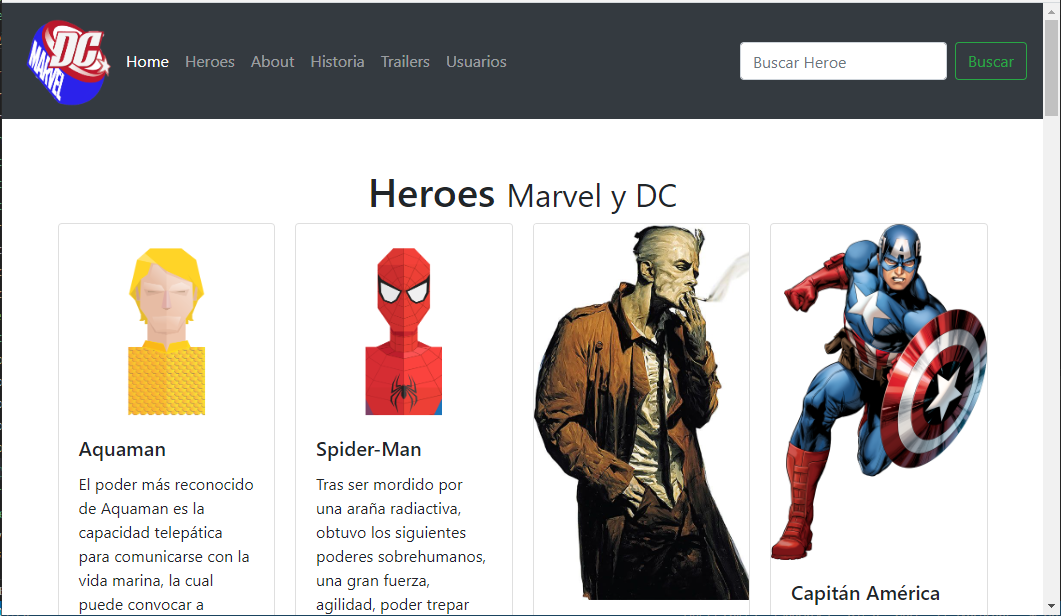 DC
MARVEL
Home Heroes About Historia Trailers Usuarios
Buscar Heroe Buscar
Heroes Marvel y DC
Aquaman
El poder más reconocido
de Aquaman es la
capacidad telepática
para comunicarse con la
vida marina, la cual
puede convocar a
Spider-Man
Tras ser mordido por
una araña radiactiva,
obtuvo los siguientes
poderes sobrehumanos,
una gran fuerza,
agilidad, poder trepar
A
Capitán América